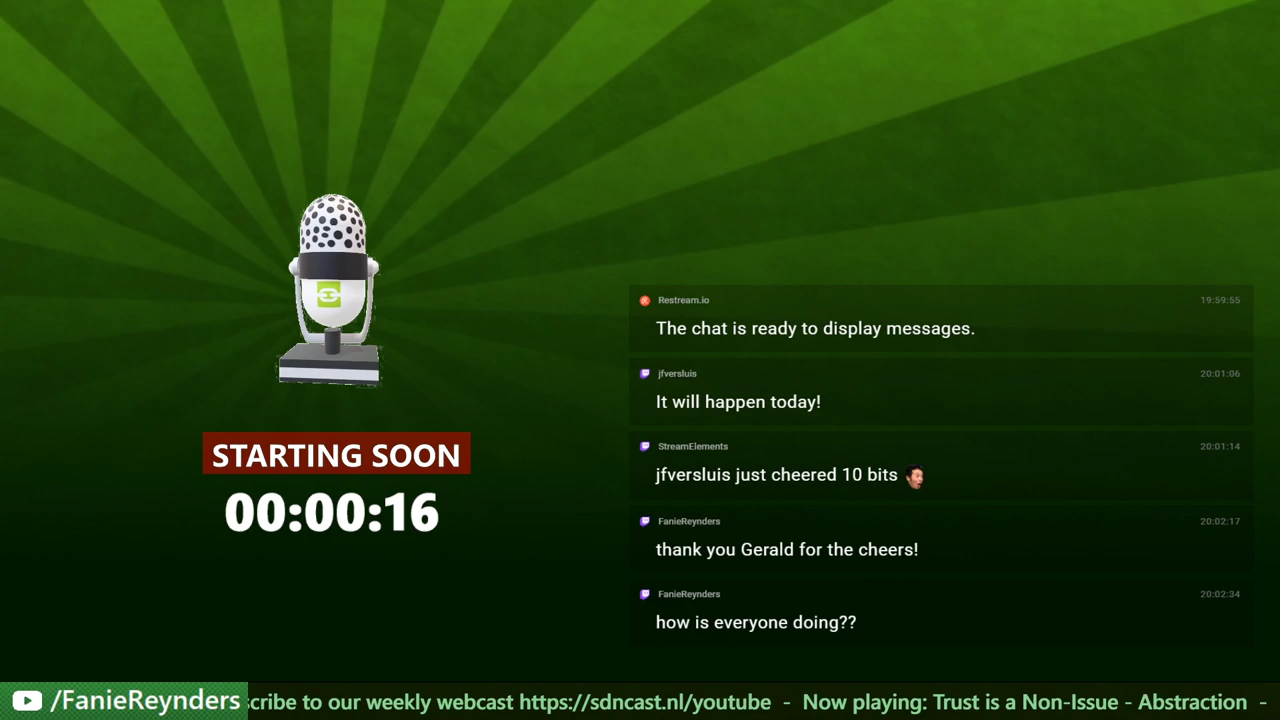 Restream.io 19:59:55
The chat is ready to display messages.
jfversluis 20:01:06
It will happen today!
StreamElements 20:01:14
jfversluis just cheered 10 bits
FanieReynders 20:02:17
thank you Gerald for the cheers!
FanieReynders 20:02:34
how is everyone doing??
STARTING SOON
00:00:16
/FanieReynders scribe to our weekly webcast https://sdncast.nl/youtube - Now playing: Trust is a Non-Issue - Abstraction -